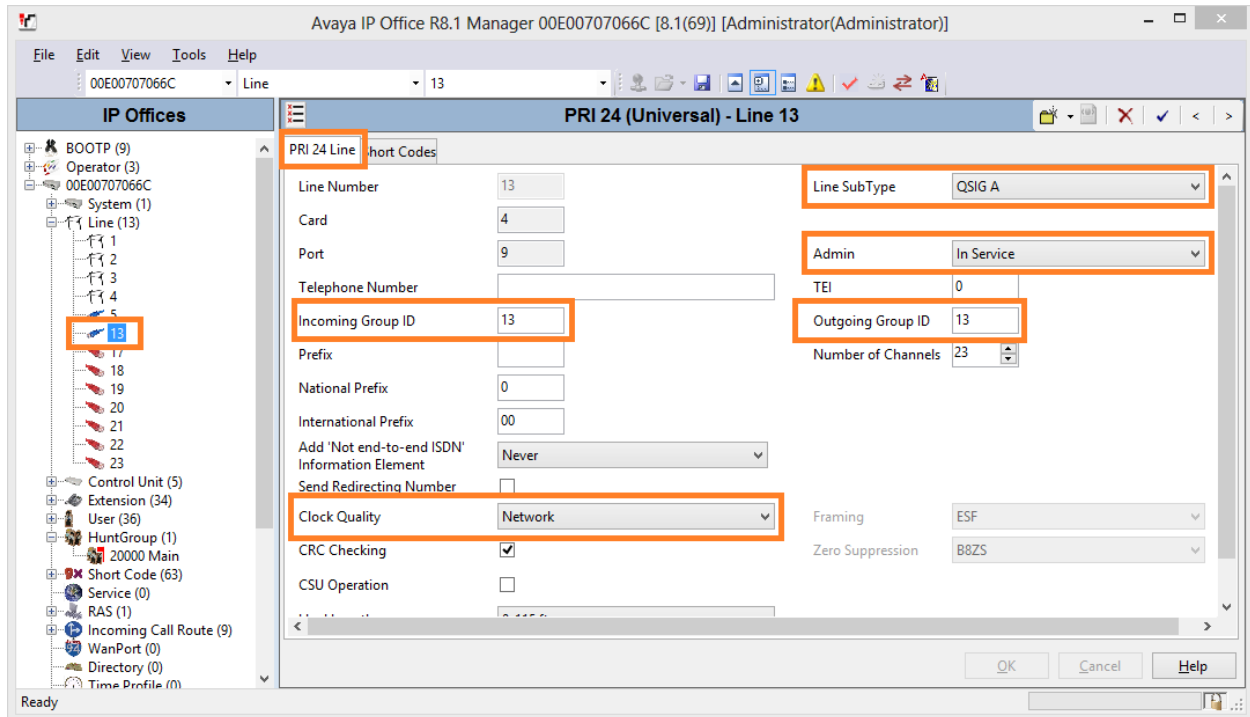 Avaya IP Office R8.1 Manager 00E00707066C [8.1(69)] [Administrator(Administrator)]
File Edit View Tools Help
00E00707066C Line 13
IP Offices
BOOTP (9)
Operator (3)
00E00707066C
System (1)
Line (13)
1
2
3
4
5
13
17
18
19
20
21
22
23
Control Unit (5)
Extension (34)
User (36)
HuntGroup (1)
20000 Main
Short Code (63)
Service (0)
RAS (1)
Incoming Call Route (9)
WanPort (0)
Directory (0)
Time Profile (0)
PRI 24 (Universal) - Line 13
PRI 24 Line Short Codes
Line Number 13 Line SubType QSIG A
Card 4
Port 9 Admin In Service
Telephone Number TEI 0
Incoming Group ID 13 Outgoing Group ID 13
Prefix Number of Channels 23
National Prefix 0
International Prefix 00
Add 'Not end-to-end ISDN'
Information Element Never
Send Redirecting Number
Clock Quality Network Framing ESF
CRC Checking Zero Suppression B8ZS
CSU Operation
OK Cancel Help
Ready